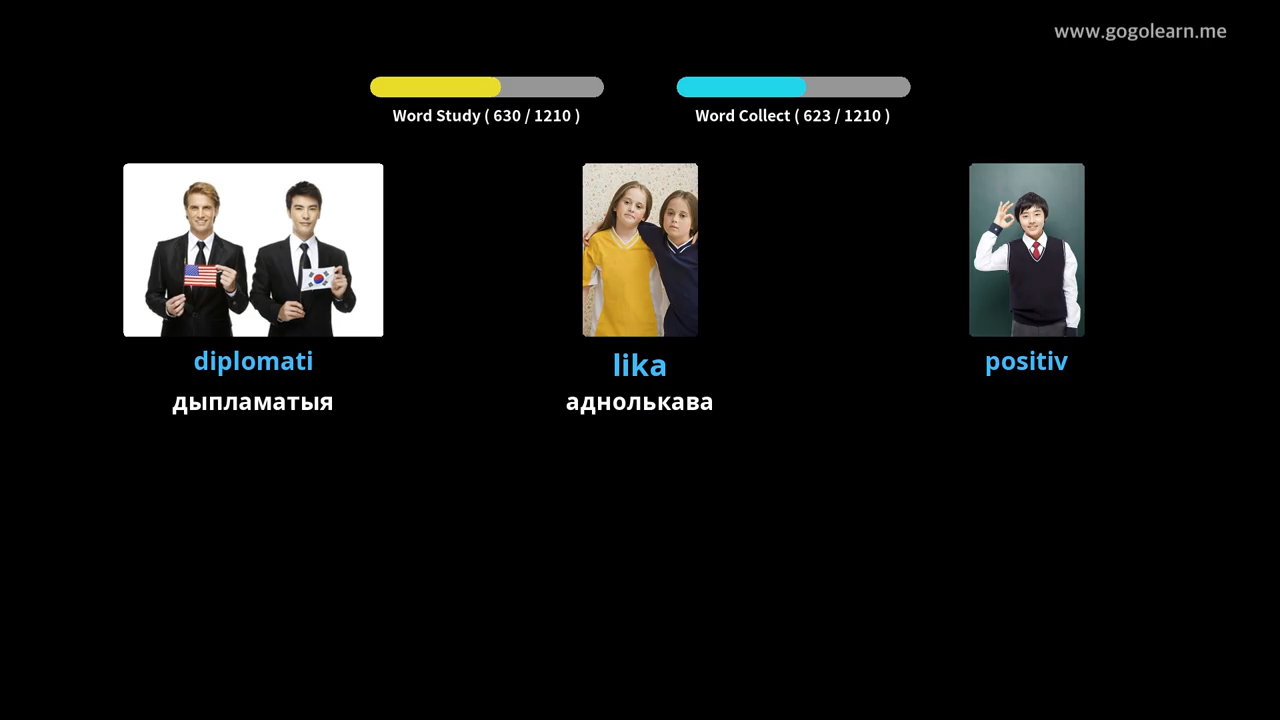 www.gogolearn.me
Word Study ( 630 / 1210 )
Word Collect ( 623 / 1210 )
diplomati
lika
positiv
дыпламатыя
аднолькава